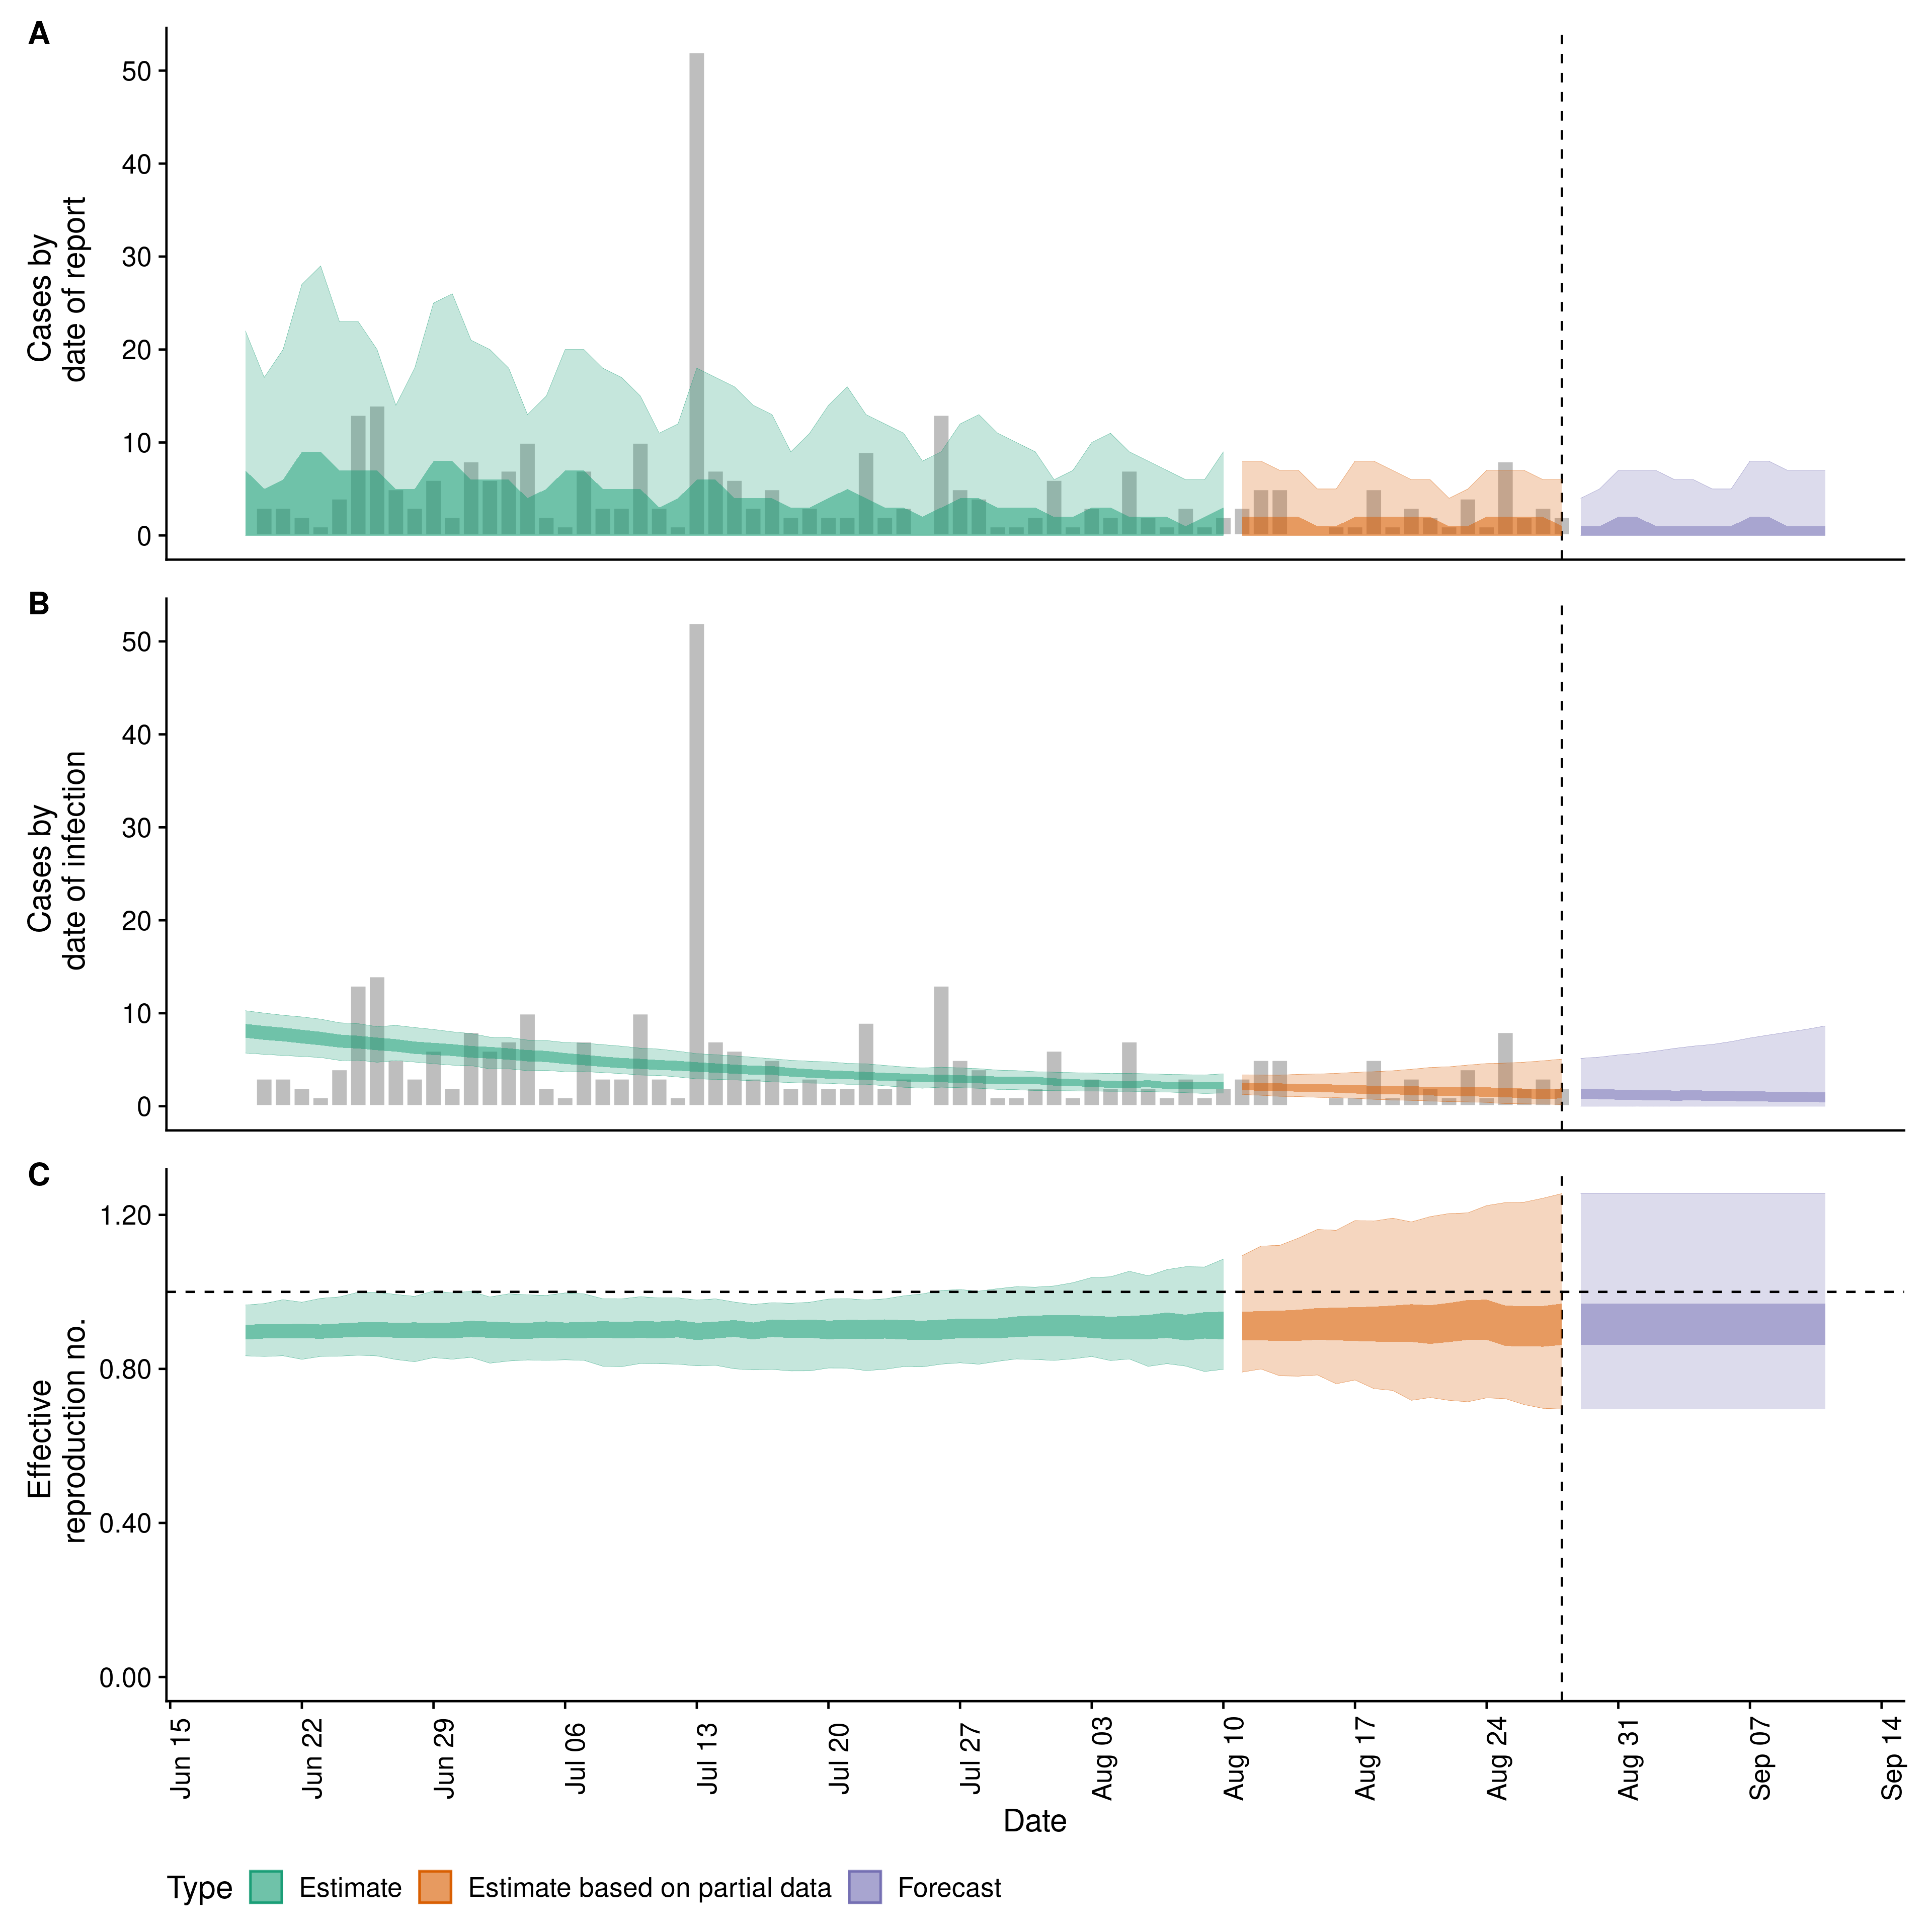 A
50
40
30
20
10
0
Cases by
date of report
B
50
40
30
20
10
0
Cases by
date of infection
C
1.20
0.80
0.40
0.00
Effective
reproduction no.
Jun 15
Jun 22
Jun 29
Jul 06
Jul 13
Jul 20
Jul 27
Aug 03
Aug 10
Aug 17
Aug 24
Aug 31
Sep 07
Sep 14
Date
Type Estimate Estimate based on partial data Forecast